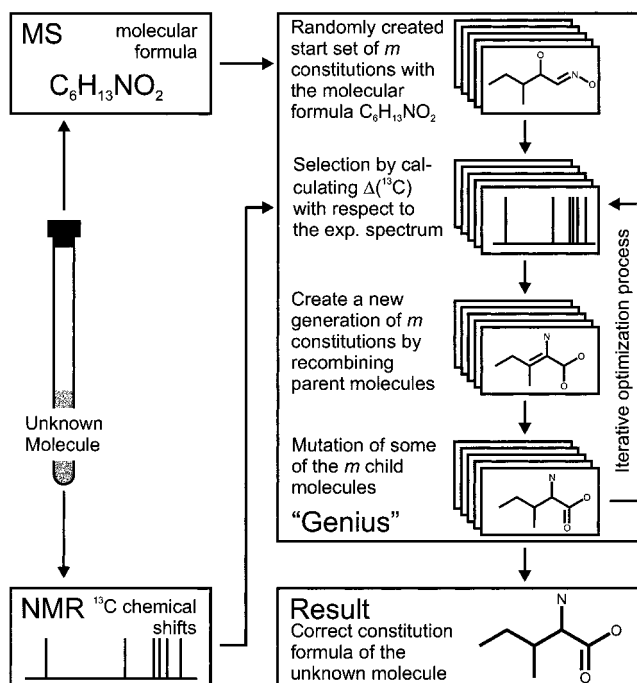 MS
molecular
formula
C₆H₁₃NO₂
Unknown
Molecule
NMR
¹³C chemical
shifts
Randomly created
start set of m
constitutions with
the molecular
formula C₆H₁₃NO₂
O
N
O
Selection by cal-
culating Δ(¹³C)
with respect to
the exp. spectrum
Create a new
generation of m
constitutions by
recombining
parent molecules
N
O
O
Mutation of some
of the m child
molecules
N
O
O
"Genius"
Iterative optimization process
Result
Correct constitution
formula of the
unknown molecule
N
O
O